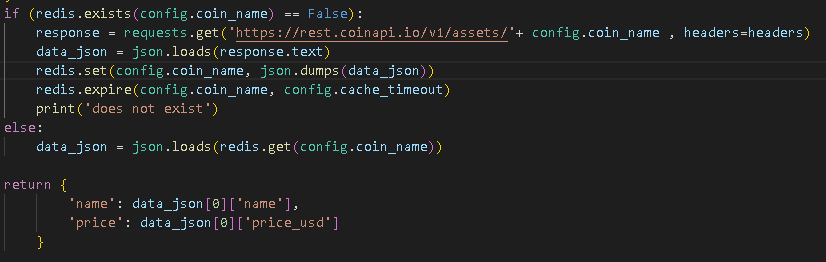 if (redis.exists(config.coin_name) == False):
    response = requests.get('https://rest.coinapi.io/v1/assets/'+ config.coin_name , headers=headers)
    data_json = json.loads(response.text)
    redis.set(config.coin_name, json.dumps(data_json))
    redis.expire(config.coin_name, config.cache_timeout)
    print('does not exist')
else:
    data_json = json.loads(redis.get(config.coin_name))
return {
        'name': data_json[0]['name'],
        'price': data_json[0]['price_usd']
    }